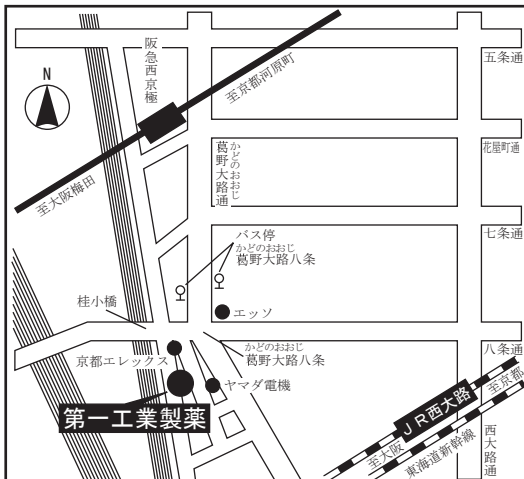 五条通
阪急西京極
至京都河原町
N
花屋町通
かどのおおじ
葛野大路通
至大阪梅田
七条通
バス停
かどのおおじ
葛野大路八条
エッソ
桂小橋
八条通
京都エレックス
かどのおおじ
葛野大路八条
ヤマダ電機
第一工業製薬
JR西大路
至京都
至大阪
東海道新幹線
西大路通